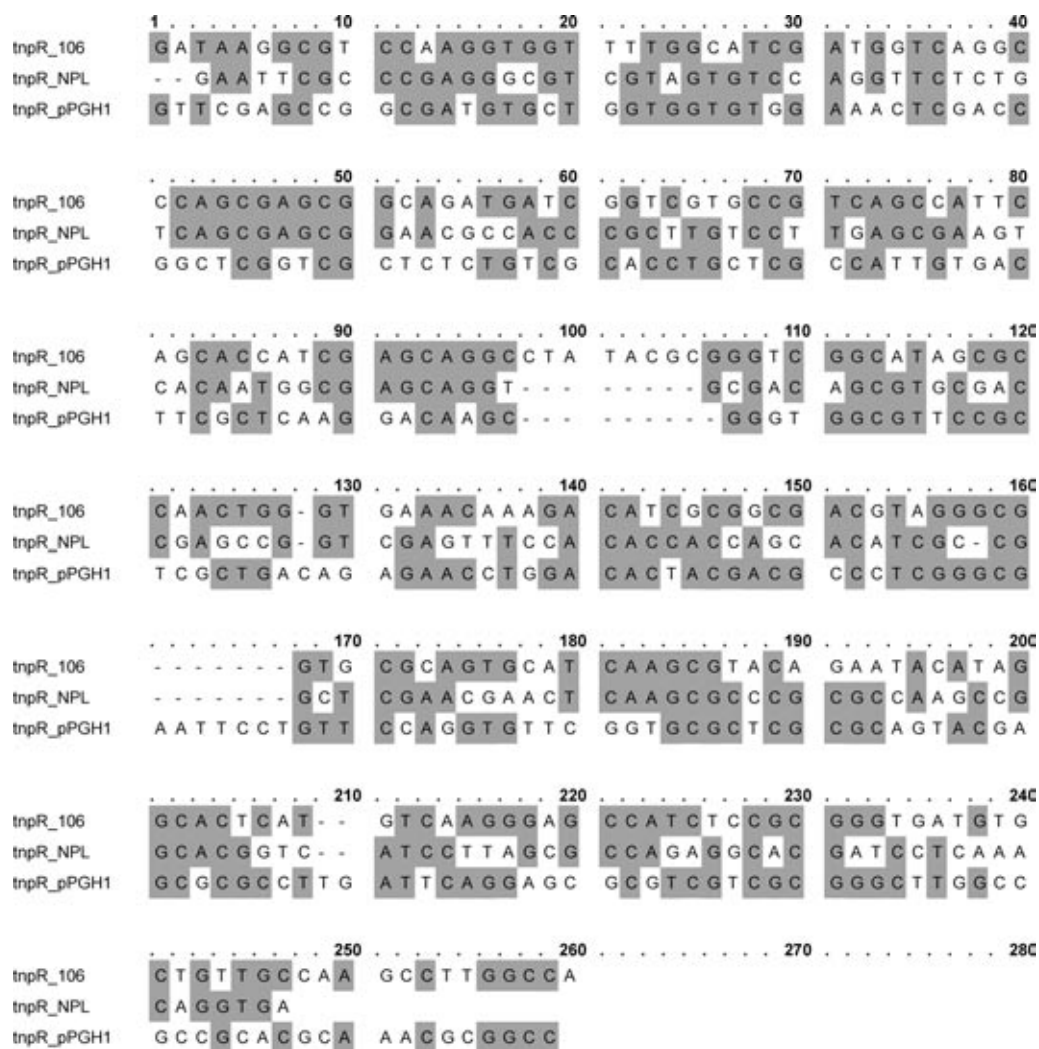 1 10 20 30 40
tnpR_106 GATAAGGCGT CCAAGGTGGT TTTGGCATCG ATGGTCAGGC
tnpR_NPL --GAATTCGC CCGAGGGCGT CGTAGTGTCC AGGTTCTCTG
tnpR_pPGH1 GTTCGAGCCG GCGATGTGCT GGTGGTGTGG AAACTCGACC
50 60 70 80
tnpR_106 CCAGCGAGCG GCAGATGATC GGTCGTGCCG TCAGCCATTC
tnpR_NPL TCAGCGAGCG GAACGCCACC CGCTTGTCCT TGAGCGAAGT
tnpR_pPGH1 GGCTCGGTCG CTCTCTGTCG CACCTGCTCG CCATTGTGAC
90 100 110 120
tnpR_106 AGCACCATCG AGCAGGCCTA TACGCGGGTC GGCATAGCGC
tnpR_NPL CACAATGGCG AGCAGGT--- -----GCGAC AGCGTGCGAC
tnpR_pPGH1 TTCGCTCAAG GACAAGC--- ------GGGT GGCGTTCCGC
130 140 150 160
tnpR_106 CAACTGG-GT GAAACAAAGA CATCGCGGCG ACGTAGGGCG
tnpR_NPL CGAGCCG-GT CGAGTTTCCA CACCACCAGC ACATCGC-CG
tnpR_pPGH1 TCGCTGACAG AGAACCTGGA CACTACGACG CCCTCGGGCG
170 180 190 200
tnpR_106 -------GTG CGCAGTGCAT CAAGCGTACA GAATACATAG
tnpR_NPL -------GCT CGAACGAACT CAAGCGCCCG CGCCAAGCCG
tnpR_pPGH1 AATTCCTGTT CCAGGTGTTC GGTGCGCTCG CGCAGTACGA
210 220 230 240
tnpR_106 GCACTCAT-- GTCAAGGGAG CCATCTCCGC GGGTGATGTG
tnpR_NPL GCACGGTC-- ATCCTTAGCG CCAGAGGCAC GATCCTCAAA
tnpR_pPGH1 GCGCGCCTTG ATTCAGGAGC GCGTCGTCGC GGGCTTGGCC
250 260 270 280
tnpR_106 CTGTTGCCAA GCCTTGGCCA
tnpR_NPL CAGGTGA
tnpR_pPGH1 GCCGCACGCA AACGCGGCC